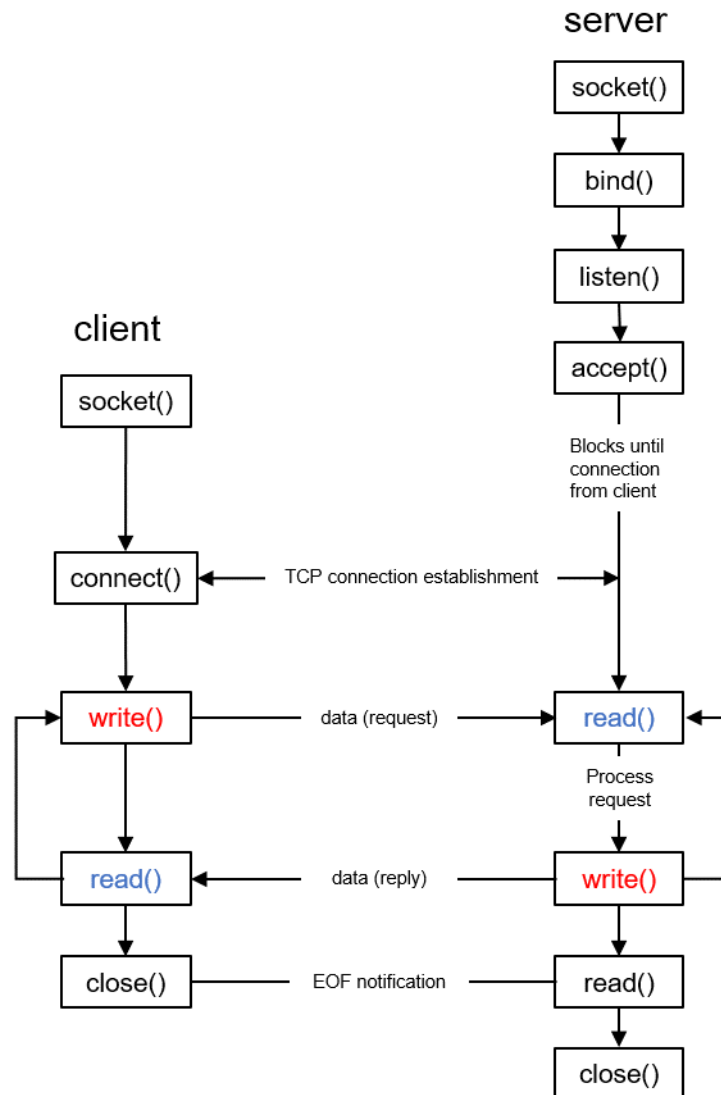 server
socket()
bind()
listen()
client
accept()
socket()
Blocks until
connection
from client
connect()
TCP connection establishment
write()
data (request)
read()
Process
request
read()
data (reply)
write()
close()
EOF notification
read()
close()